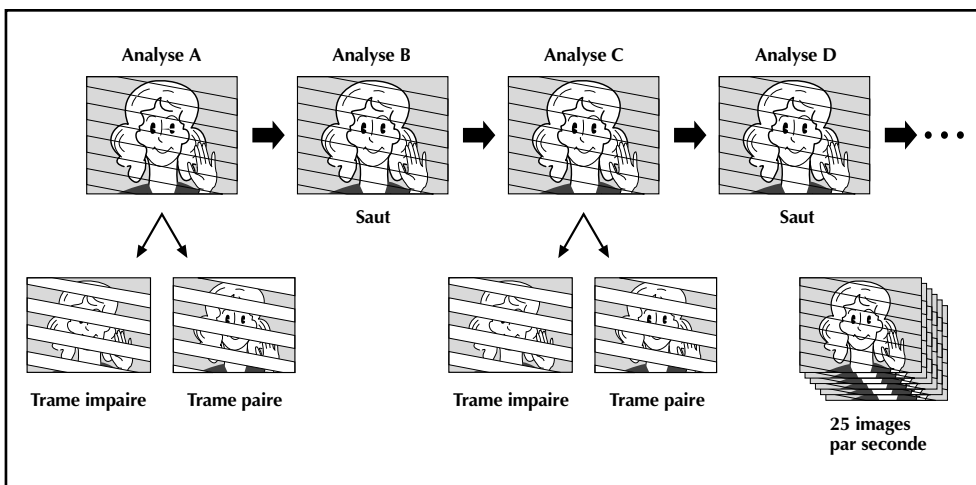 Analyse A
Analyse B
Analyse C
Analyse D
Saut
Saut
Trame impaire
Trame paire
Trame impaire
Trame paire
25 images
par seconde